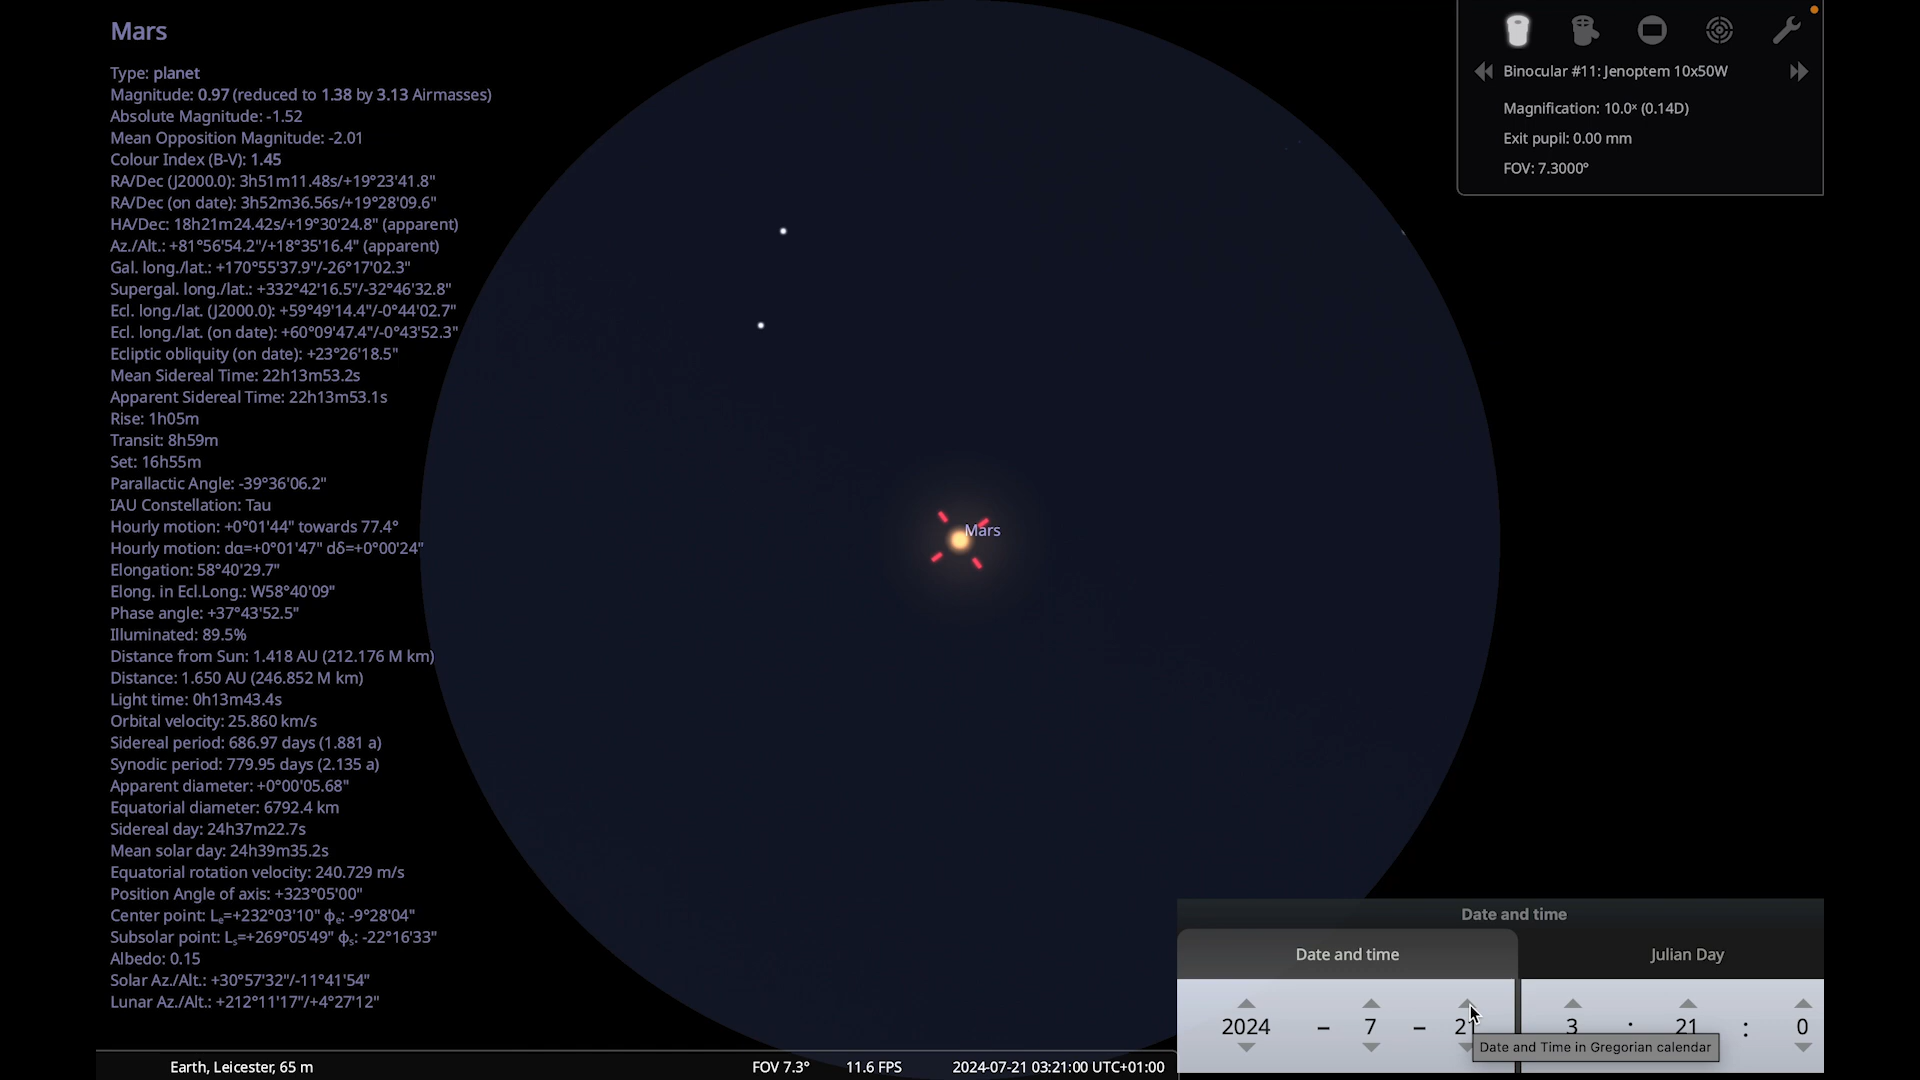 Mars
Type: planet
Magnitude: 0.97 (reduced to 1.38 by 3.13 Airmasses)
Absolute Magnitude: -1.52
Mean Opposition Magnitude: -2.01
Colour Index (B-V): 1.45
RA/Dec (J2000.0): 3h51m11.48s/+19°23'41.8"
RA/Dec (on date): 3h52m36.56s/+19°28'09.6"
HA/Dec: 18h21m24.42s/+19°30'24.8" (apparent)
Az./Alt.: +81°56'54.2"/+18°35'16.4" (apparent)
Gal. long./lat.: +170°55'37.9"/-26°17'02.3"
Supergal. long./lat.: +332°42'16.5"/-32°46'32.8"
Ecl. long./lat. (J2000.0): +59°49'14.4"/-0°44'02.7"
Ecl. long./lat. (on date): +60°09'47.4"/-0°43'52.3"
Ecliptic obliquity (on date): +23°26'18.5"
Mean Sidereal Time: 22h13m53.2s
Apparent Sidereal Time: 22h13m53.1s
Rise: 1h05m
Transit: 8h59m
Set: 16h55m
Parallactic Angle: -39°36'06.2"
IAU Constellation: Tau
Hourly motion: +0°01'44" towards 77.4°
Hourly motion: dα=+0°01'47" dδ=+0°00'24"
Elongation: 58°40'29.7"
Elong. in Ecl.Long.: W58°40'09"
Phase angle: +37°43'52.5"
Illuminated: 89.5%
Distance from Sun: 1.418 AU (212.176 M km)
Distance: 1.650 AU (246.852 M km)
Light time: 0h13m43.4s
Orbital velocity: 25.860 km/s
Sidereal period: 686.97 days (1.881 a)
Synodic period: 779.95 days (2.135 a)
Apparent diameter: +0°00'05.68"
Equatorial diameter: 6792.4 km
Sidereal day: 24h37m22.7s
Mean solar day: 24h39m35.2s
Equatorial rotation velocity: 240.729 m/s
Position Angle of axis: +323°05'00"
Center point: Lₑ=+232°03'10" ϕₑ: -9°28'04"
Subsolar point: Lₛ=+269°05'49" ϕₛ: -22°16'33"
Albedo: 0.15
Solar Az./Alt.: +30°57'32"/-11°41'54"
Lunar Az./Alt.: +212°11'17"/+4°27'12"
Mars
Binocular #11: Jenoptem 10x50W
Magnification: 10.0ˣ (0.14D)
Exit pupil: 0.00 mm
FOV: 7.3000°
Date and time
Date and time Julian Day
2024 – 7 – 21 3 : 21 : 0
Date and Time in Gregorian calendar
Earth, Leicester, 65 m FOV 7.3° 11.6 FPS 2024-07-21 03:21:00 UTC+01:00